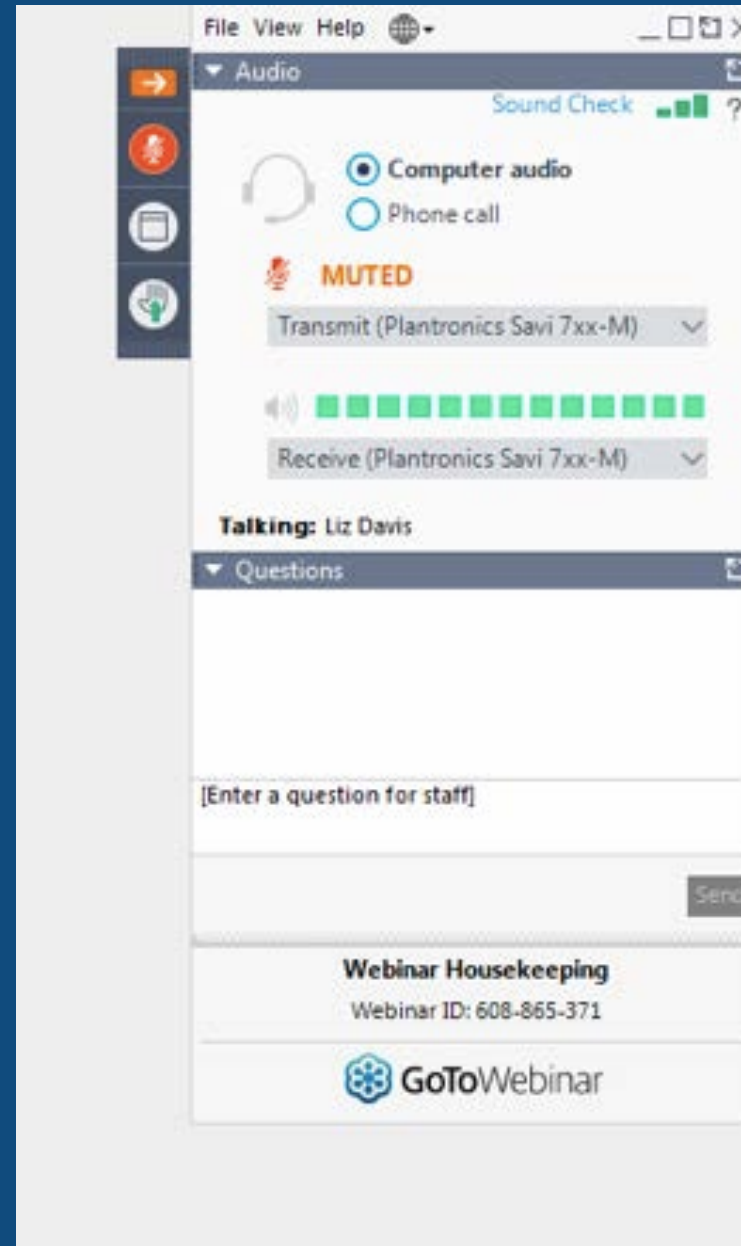 File View Help
Audio
Sound Check ?
Computer audio
Phone call
MUTED
Transmit (Plantronics Savi 7xx-M)
Receive (Plantronics Savi 7xx-M)
Talking: Liz Davis
Questions
[Enter a question for staff]
Send
Webinar Housekeeping
Webinar ID: 608-865-371
GoToWebinar